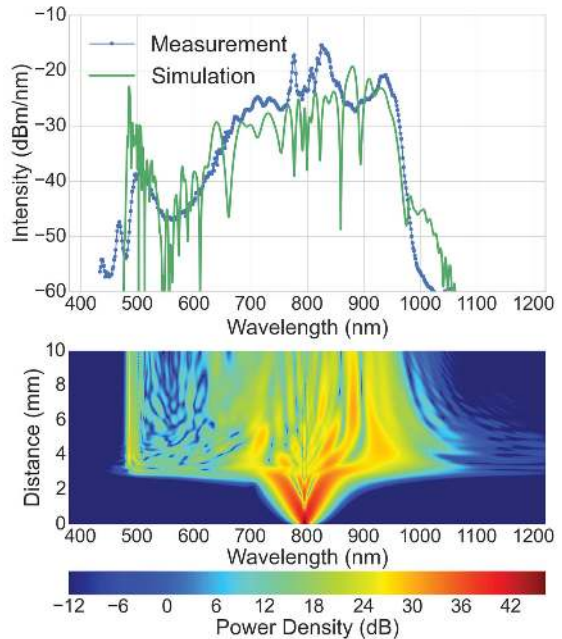 −10
−20
−30
−40
−50
−60
Intensity (dBm/nm)
Measurement
Simulation
400 500 600 700 800 900 1000 1100 1200
Wavelength (nm)
10
8
6
4
2
0
Distance (mm)
400 500 600 700 800 900 1000 1100 1200
Wavelength (nm)
−12 −6 0 6 12 18 24 30 36 42
Power Density (dB)